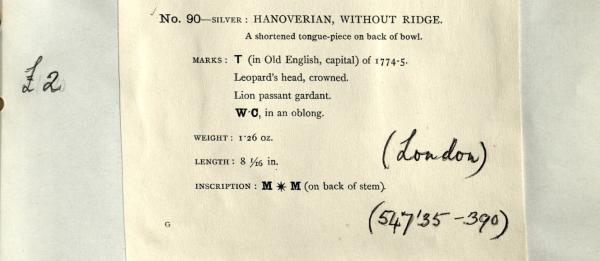 No. 90—SILVER: HANOVERIAN, WITHOUT RIDGE.
A shortened tongue-piece on back of bowl.
MARKS: T (in Old English, capital) of 1774-5.
Leopard's head, crowned.
Lion passant gardant.
W·C, in an oblong.
£2
WEIGHT: 1·26 oz.
(London)
LENGTH: 8 1/16 in.
INSCRIPTION: M ✶ M (on back of stem)
(547'35-390)
G